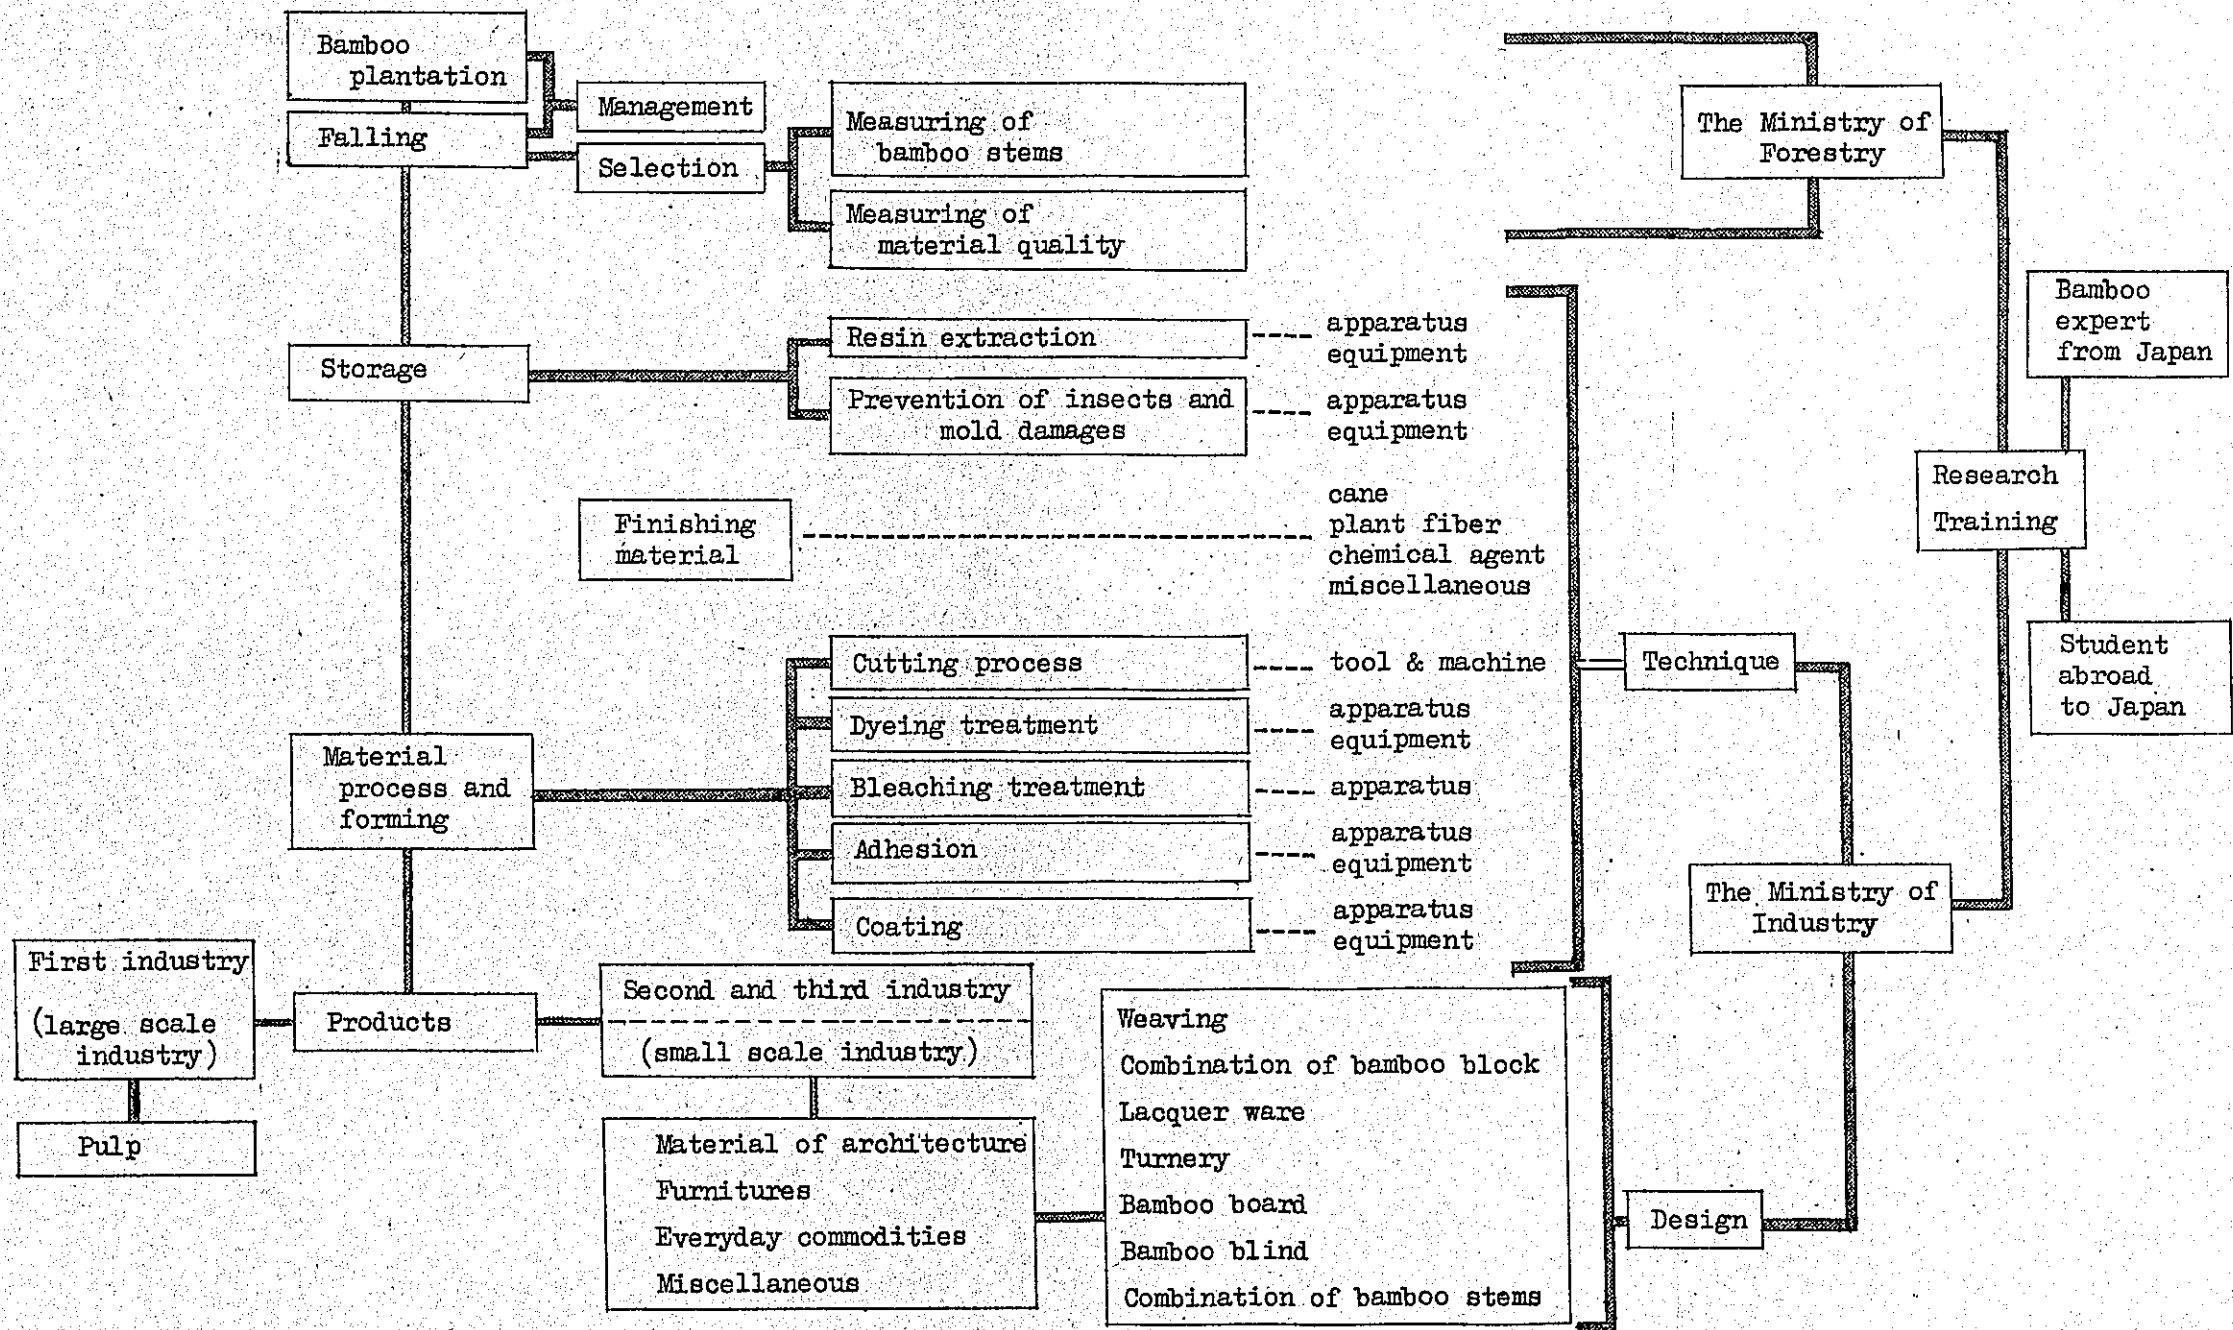 Bamboo
plantation
Falling
Management
Selection
Measuring of
bamboo stems
Measuring of
material quality
The Ministry of
Forestry
Storage
Resin extraction
apparatus
equipment
Prevention of insects and
mold damages
apparatus
equipment
Bamboo
expert
from Japan
Research
Training
Student
abroad
to Japan
Finishing
material
cane
plant fiber
chemical agent
miscellaneous
Material
process and
forming
Cutting process
tool & machine
Dyeing treatment
apparatus
equipment
Bleaching treatment
apparatus
Adhesion
apparatus
equipment
Coating
apparatus
equipment
Technique
The Ministry of
Industry
First industry
(large scale
industry)
Pulp
Products
Second and third industry
(small scale industry)
Material of architecture
Furnitures
Everyday commodities
Miscellaneous
Weaving
Combination of bamboo block
Lacquer ware
Turnery
Bamboo board
Bamboo blind
Combination of bamboo stems
Design